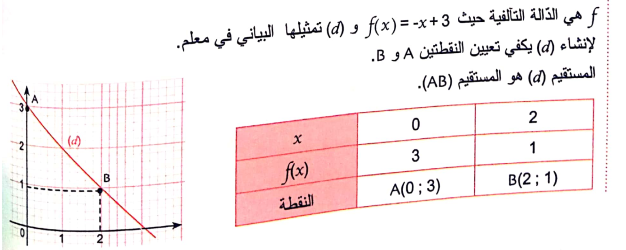 f هي الدّالة التآلفية حيث f(x) = -x + 3 و (d) تمثيلها البياني في معلم.
لإنشاء (d) يكفي تعيين النقطتين A و B.
المستقيم (d) هو المستقيم (AB).
x 0 2
f(x) 3 1
النقطة A(0 ; 3) B(2 ; 1)
3 A
2 (d)
1 B
0 1 2